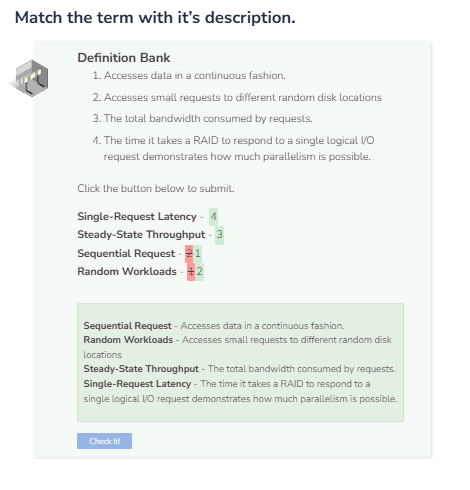 Match the term with it's description.
Definition Bank
1. Accesses data in a continuous fashion.
2. Accesses small requests to different random disk locations
3. The total bandwidth consumed by requests.
4. The time it takes a RAID to respond to a single logical I/O
request demonstrates how much parallelism is possible.
Click the button below to submit.
Single-Request Latency - 4
Steady-State Throughput - 3
Sequential Request - 2 1
Random Workloads - 1 2
Sequential Request - Accesses data in a continuous fashion.
Random Workloads - Accesses small requests to different random disk
locations
Steady-State Throughput - The total bandwidth consumed by requests.
Single-Request Latency - The time it takes a RAID to respond to a
single logical I/O request demonstrates how much parallelism is possible.
Check It!